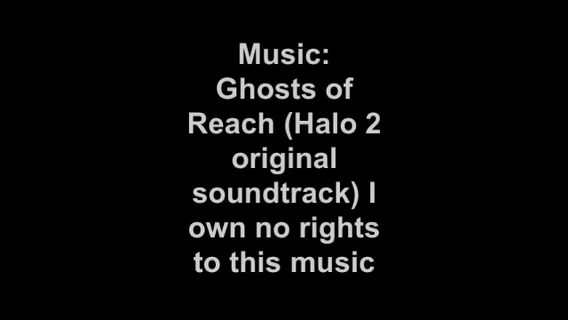 Music:
Ghosts of
Reach (Halo 2
original
soundtrack) I
own no rights
to this music